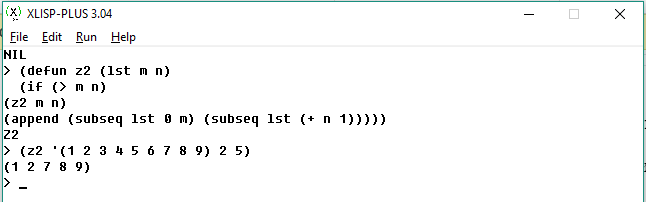 XLISP-PLUS 3.04
File Edit Run Help
NIL
> (defun z2 (lst m n)
  (if (> m n)
(z2 m n)
(append (subseq lst 0 m) (subseq lst (+ n 1)))))
Z2
> (z2 '(1 2 3 4 5 6 7 8 9) 2 5)
(1 2 7 8 9)
> _